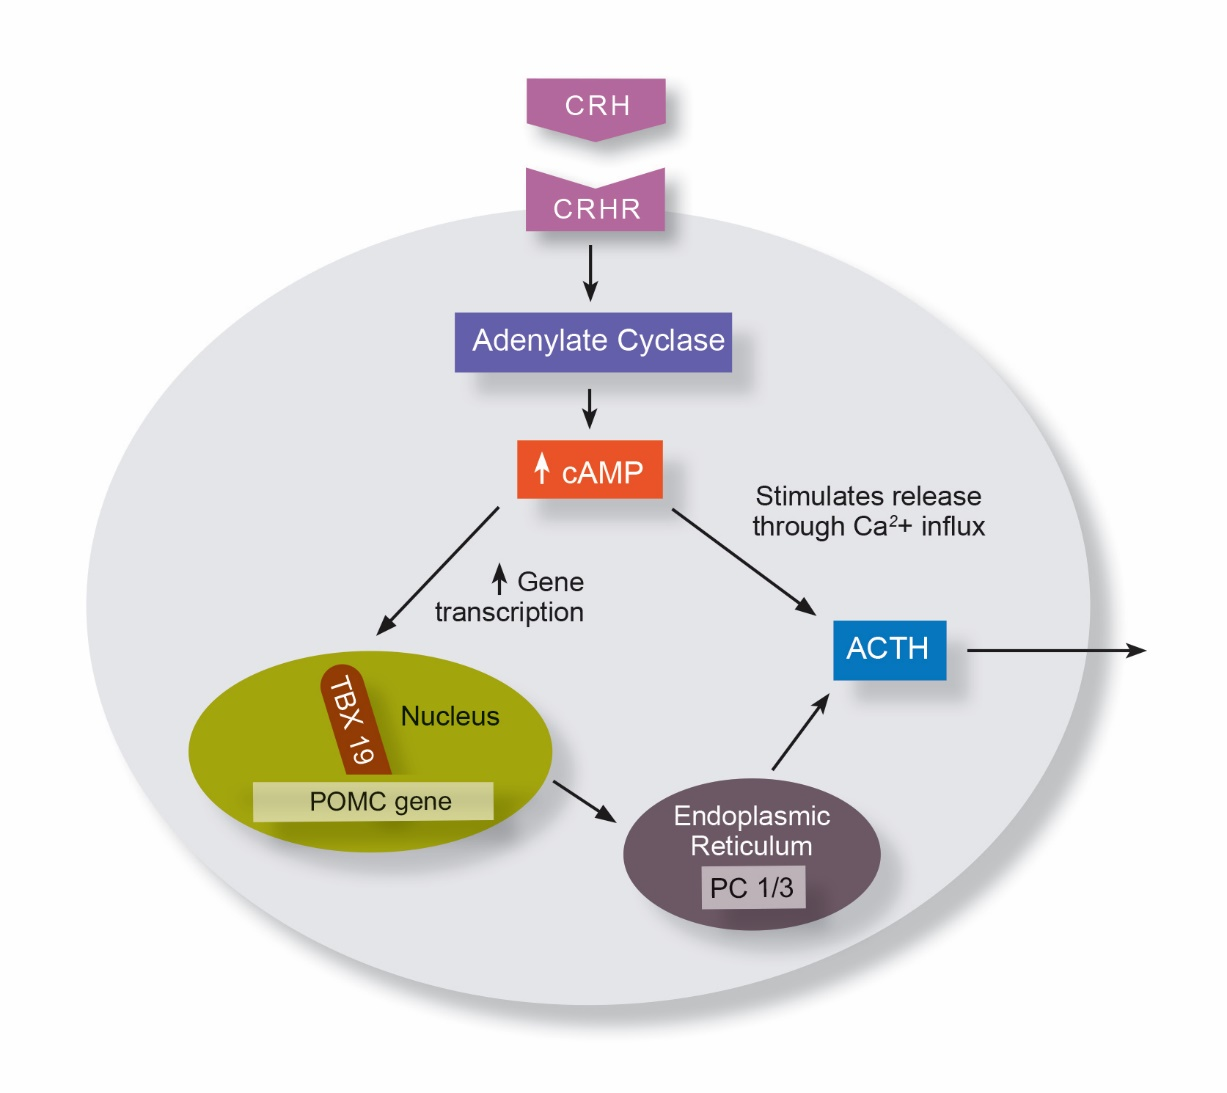 CRH
CRHR
Adenylate Cyclase
↑ cAMP
Stimulates release
through Ca²+ influx
↑ Gene
transcription
ACTH
TBX 19
Nucleus
POMC gene
Endoplasmic
Reticulum
PC 1/3